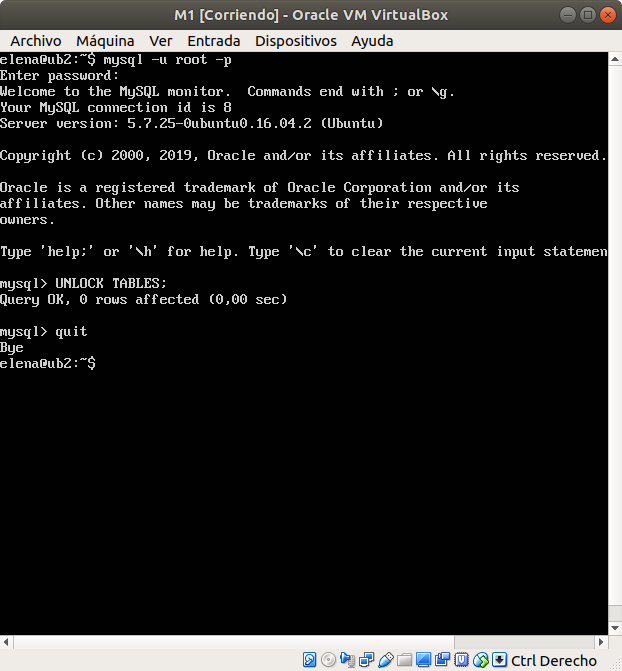 M1 [Corriendo] - Oracle VM VirtualBox
Archivo Máquina Ver Entrada Dispositivos Ayuda
elena@ub2:~$ mysql -u root -p
Enter password:
Welcome to the MySQL monitor.  Commands end with ; or \g.
Your MySQL connection id is 8
Server version: 5.7.25-0ubuntu0.16.04.2 (Ubuntu)
Copyright (c) 2000, 2019, Oracle and/or its affiliates. All rights reserved.
Oracle is a registered trademark of Oracle Corporation and/or its
affiliates. Other names may be trademarks of their respective
owners.
Type 'help;' or '\h' for help. Type '\c' to clear the current input statemen
mysql> UNLOCK TABLES;
Query OK, 0 rows affected (0,00 sec)
mysql> quit
Bye
elena@ub2:~$
Ctrl Derecho